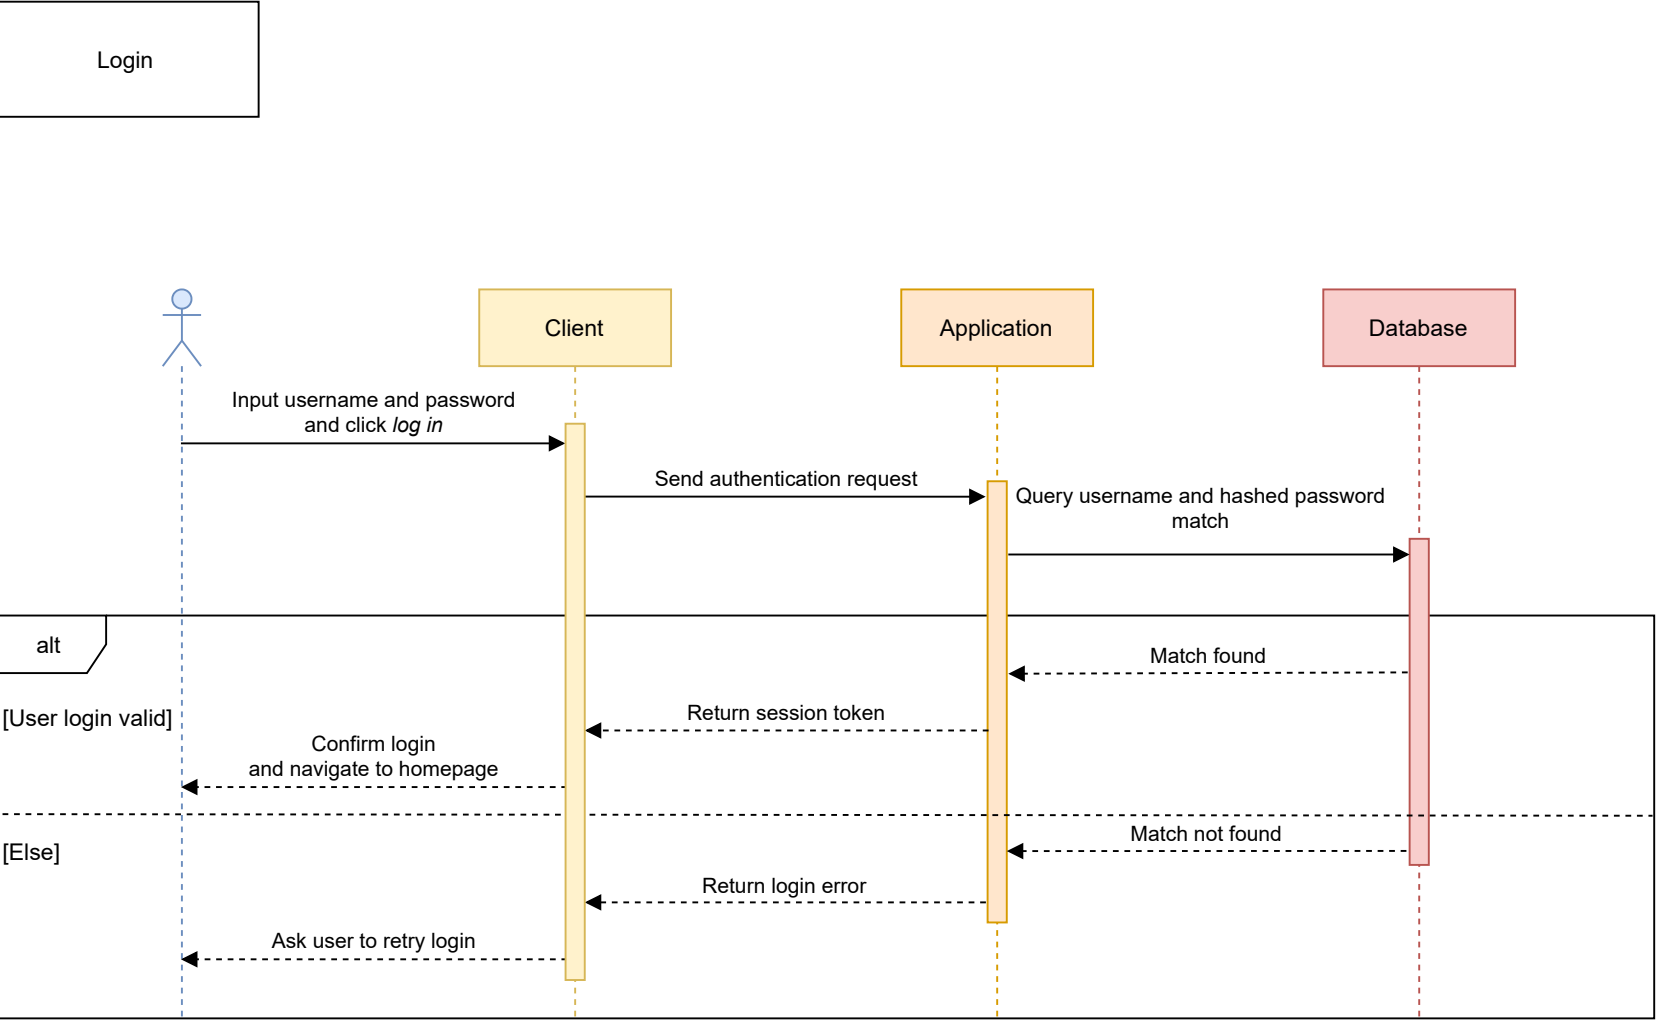 Login
Client
Application
Database
Input username and password
and click log in
Send authentication request
Query username and hashed password
match
alt
Match found
[User login valid]
Return session token
Confirm login
and navigate to homepage
Match not found
[Else]
Return login error
Ask user to retry login